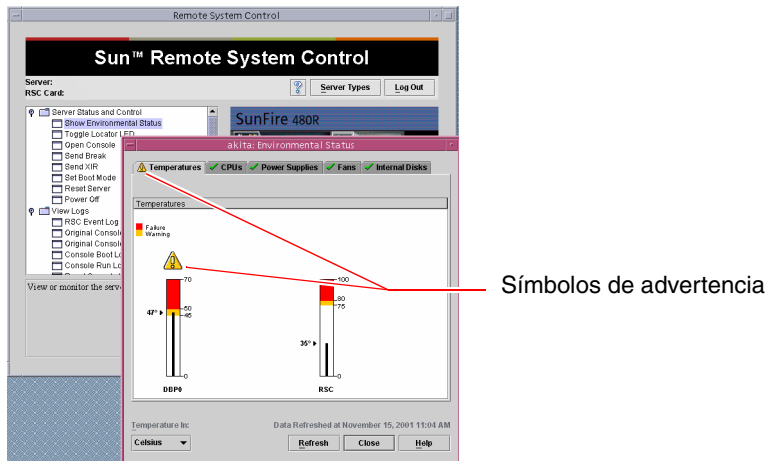 Remote System Control
Sun™ Remote System Control
Server:
RSC Card:
Server Types
Log Out
Server Status and Control
Show Environmental Status
Toggle Locator LED
Open Console
Send Break
Send XIR
Set Boot Mode
Reset Server
Power Off
View Logs
RSC Event Log
Original Consol
Original Consol
Console Boot Lo
Console Run Lo
View or monitor the serve
SunFire 480R
akita: Environmental Status
Temperatures
CPUs
Power Supplies
Fans
Internal Disks
Temperatures
Failure
Warning
70
50
45
47°
0
DBP0
100
80
75
35°
0
RSC
Temperature In:
Celsius
Data Refreshed at November 15, 2001 11:04 AM
Refresh
Close
Help
Símbolos de advertencia